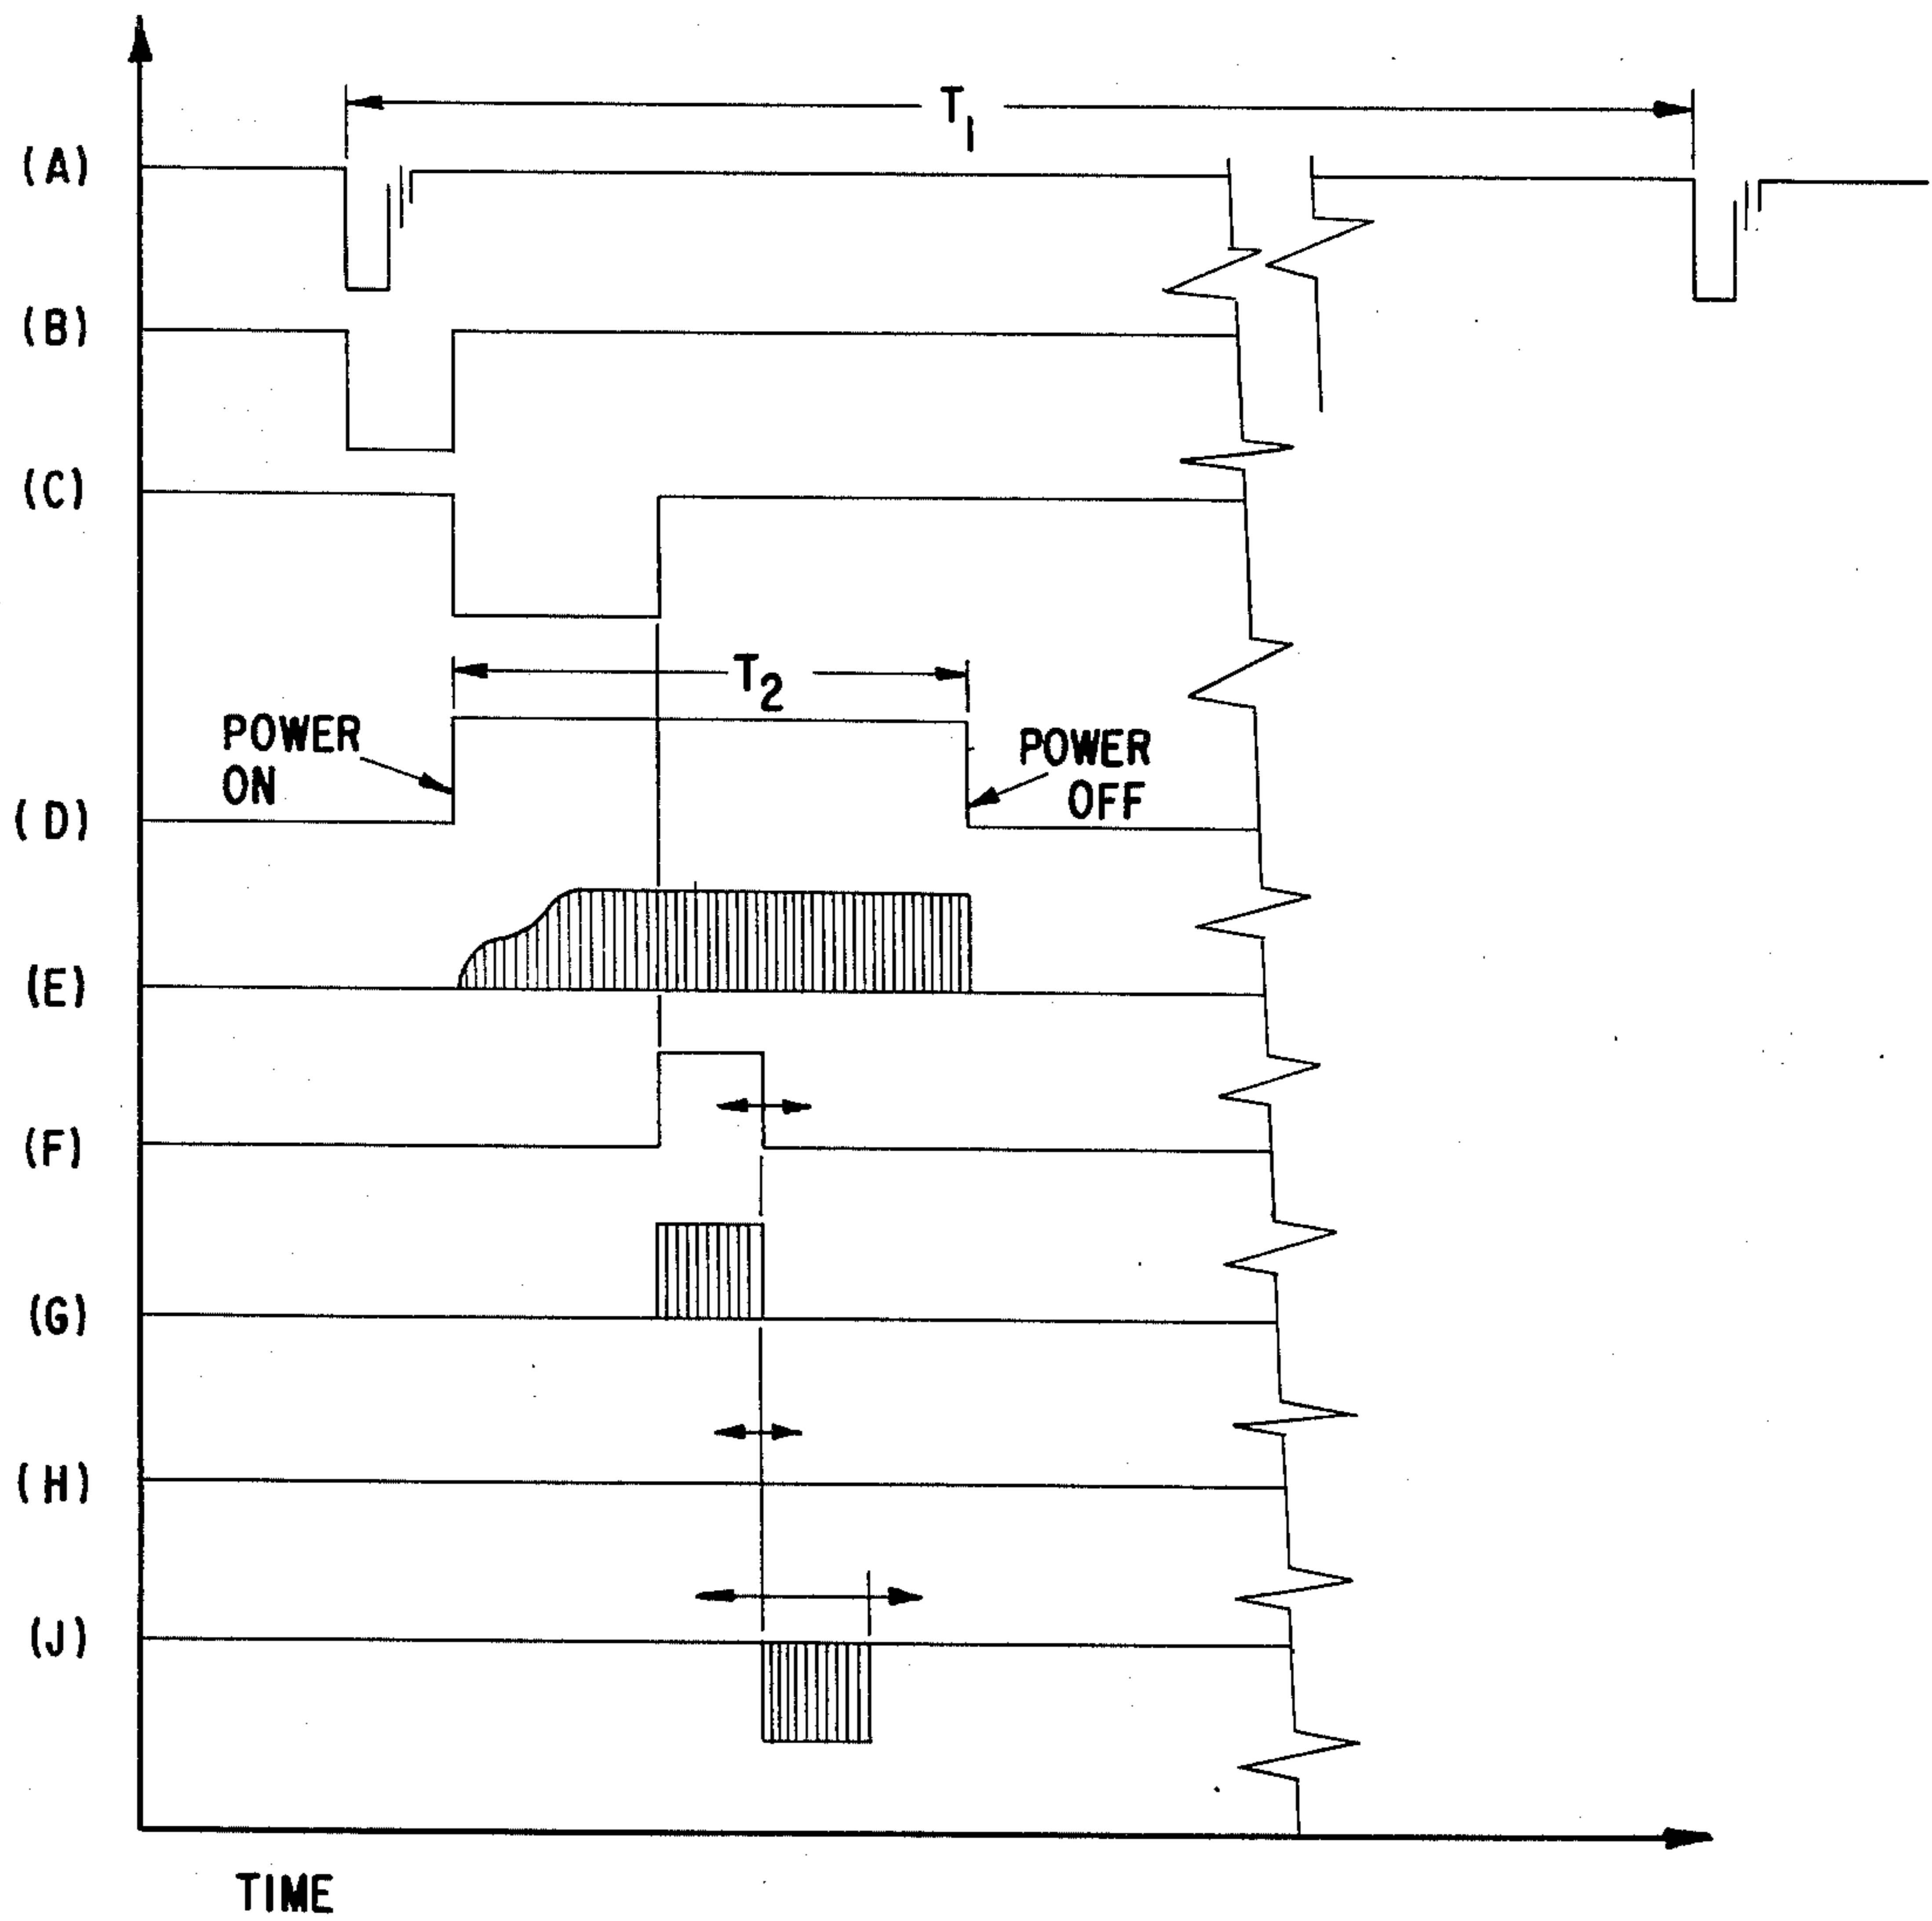 T1
(A)
(B)
(C)
T2
POWER
ON
POWER
OFF
(D)
(E)
(F)
(G)
(H)
(J)
TIME